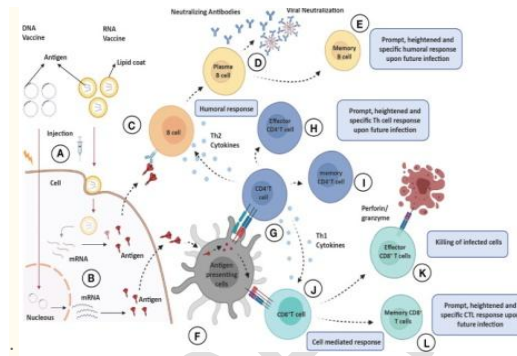 DNA
Vaccine
RNA
Vaccine
Antigen
Lipid coat
Injection
A
Cell
mRNA
B
Antigen
mRNA
Antigen
Nucleous
C
B cell
Humoral response
Plasma
B cell
D
Neutralizing Antibodies
Viral Neutralization
E
Memory
B cell
Prompt, heightened and
specific humoral response
upon future infection
Th2
Cytokines
Effector
CD4⁺T cell
H
Prompt, heightened and
specific Th cell response
upon future infection
CD4⁺T
cell
memory
CD4⁺T cell
I
G
Antigen-
presenting
cells
F
Th1
Cytokines
J
CD8⁺T cell
Cell mediated response
Perforin/
granzyme
Effector
CD8⁺ T cells
K
Killing of infected cells
Memory CD8⁺
T cells
L
Prompt, heightened and
specific CTL response upon
future infection